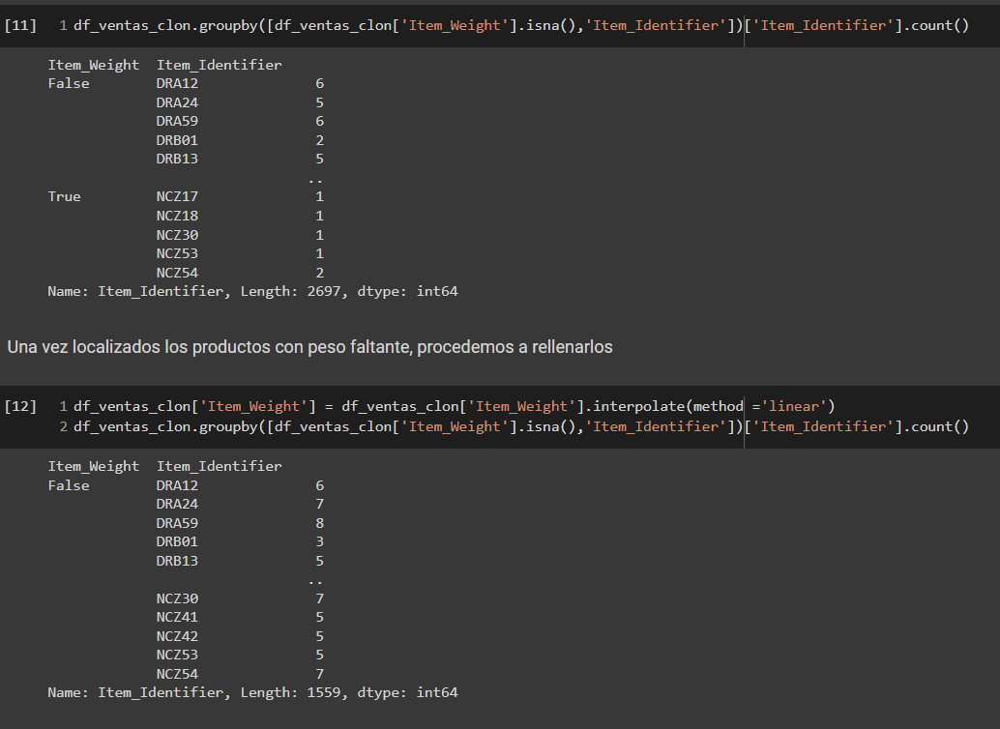 [11] 1 df_ventas_clon.groupby([df_ventas_clon['Item_Weight'].isna(),'Item_Identifier'])['Item_Identifier'].count()
Item_Weight Item_Identifier
False DRA12 6
DRA24 5
DRA59 6
DRB01 2
DRB13 5
..
True NCZ17 1
NCZ18 1
NCZ30 1
NCZ53 1
NCZ54 2
Name: Item_Identifier, Length: 2697, dtype: int64
Una vez localizados los productos con peso faltante, procedemos a rellenarlos
[12] 1 df_ventas_clon['Item_Weight'] = df_ventas_clon['Item_Weight'].interpolate(method ='linear')
2 df_ventas_clon.groupby([df_ventas_clon['Item_Weight'].isna(),'Item_Identifier'])['Item_Identifier'].count()
Item_Weight Item_Identifier
False DRA12 6
DRA24 7
DRA59 8
DRB01 3
DRB13 5
..
NCZ30 7
NCZ41 5
NCZ42 5
NCZ53 5
NCZ54 7
Name: Item_Identifier, Length: 1559, dtype: int64